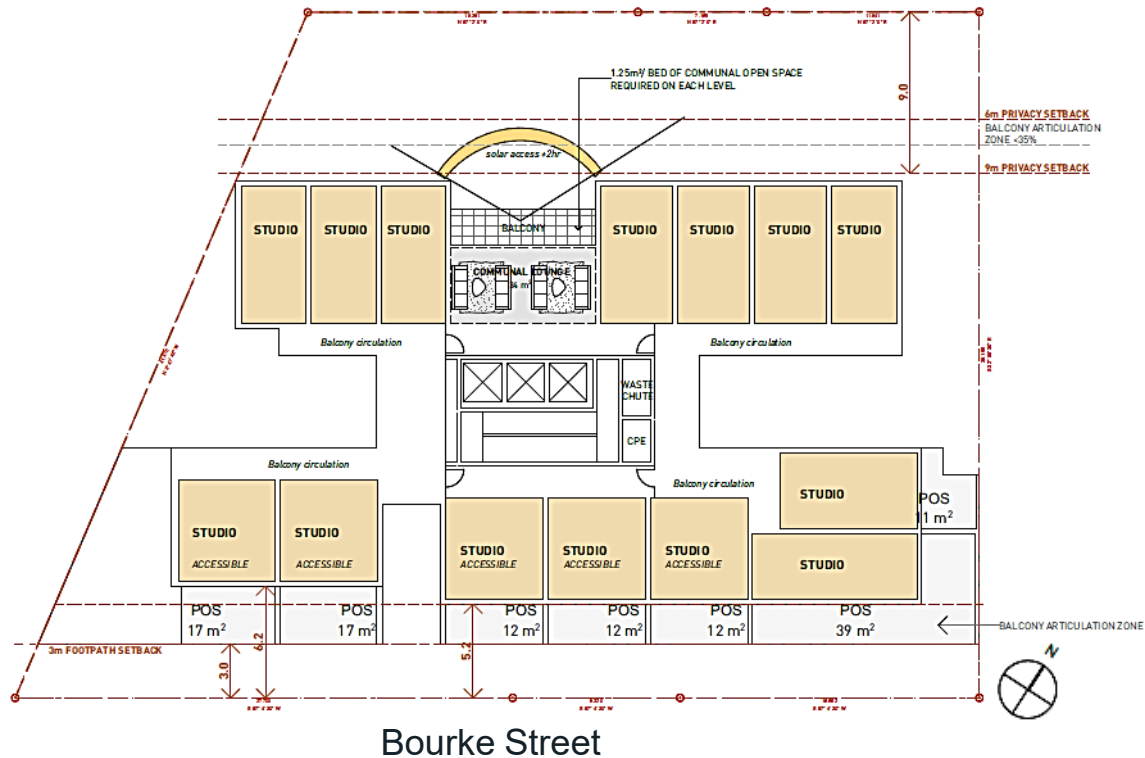 1.25m²/ BED OF COMMUNAL OPEN SPACE
REQUIRED ON EACH LEVEL
9.0
6m PRIVACY SETBACK
BALCONY ARTICULATION
ZONE <35%
solar access +2hr
9m PRIVACY SETBACK
STUDIO
STUDIO
STUDIO
BALCONY
STUDIO
STUDIO
STUDIO
STUDIO
COMMUNAL LOUNGE
m²
Balcony circulation
Balcony circulation
WASTE
CHUTE
CPE
Balcony circulation
Balcony circulation
STUDIO
POS
11 m²
STUDIO
ACCESSIBLE
STUDIO
ACCESSIBLE
STUDIO
ACCESSIBLE
STUDIO
ACCESSIBLE
STUDIO
ACCESSIBLE
STUDIO
POS
17 m²
POS
17 m²
POS
12 m²
POS
12 m²
POS
12 m²
POS
39 m²
BALCONY ARTICULATION ZONE
3m FOOTPATH SETBACK
3.0
6.2
5.2
N
Bourke Street